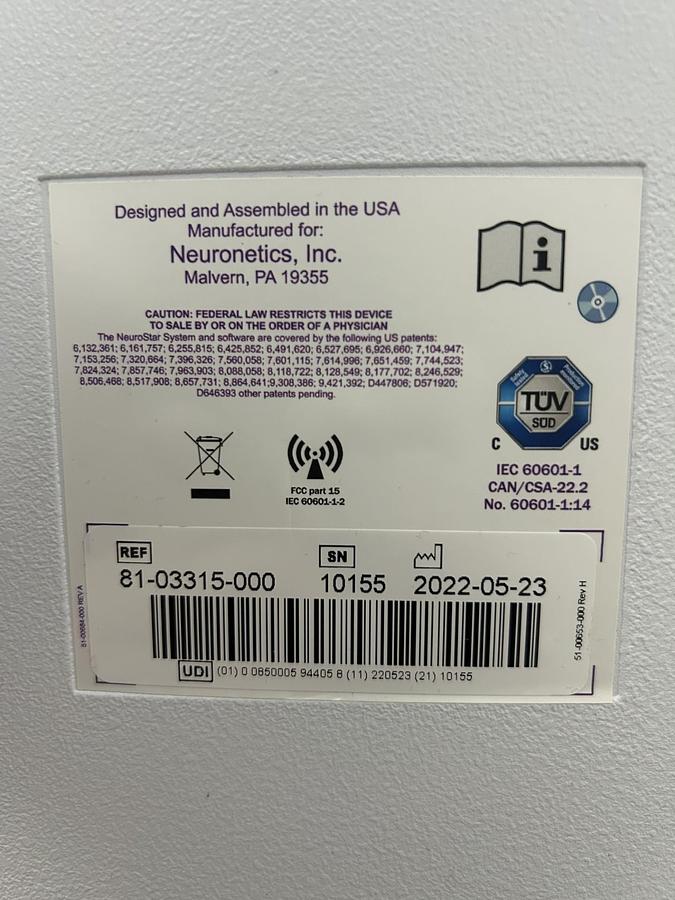 Designed and Assembled in the USA
Manufactured for:
Neuronetics, Inc.
Malvern, PA 19355
CAUTION: FEDERAL LAW RESTRICTS THIS DEVICE
TO SALE BY OR ON THE ORDER OF A PHYSICIAN
The NeuroStar System and software are covered by the following US patents:
6,132,361; 6,161,757; 6,255,815; 6,425,852; 6,491,620; 6,527,695; 6,926,660; 7,104,947;
7,153,256; 7,320,664; 7,396,326; 7,560,058; 7,601,115; 7,614,996; 7,651,459; 7,744,523;
7,824,324; 7,857,746; 7,963,903; 8,088,058; 8,118,722; 8,128,549; 8,177,702; 8,246,529;
8,506,468; 8,517,908; 8,657,731; 8,864,641;9,308,386; 9,421,392; D447806; D571920;
D646393 other patents pending.
i
Safety tested
Production monitored
TÜV
SÜD
C US
IEC 60601-1
CAN/CSA-22.2
No. 60601-1:14
FCC part 15
IEC 60601-1-2
REF SN
81-03315-000 10155 2022-05-23
UDI (01) 0 0850005 94405 8 (11) 220523 (21) 10155
51-00684-000 REV A
51-00653-000 Rev H